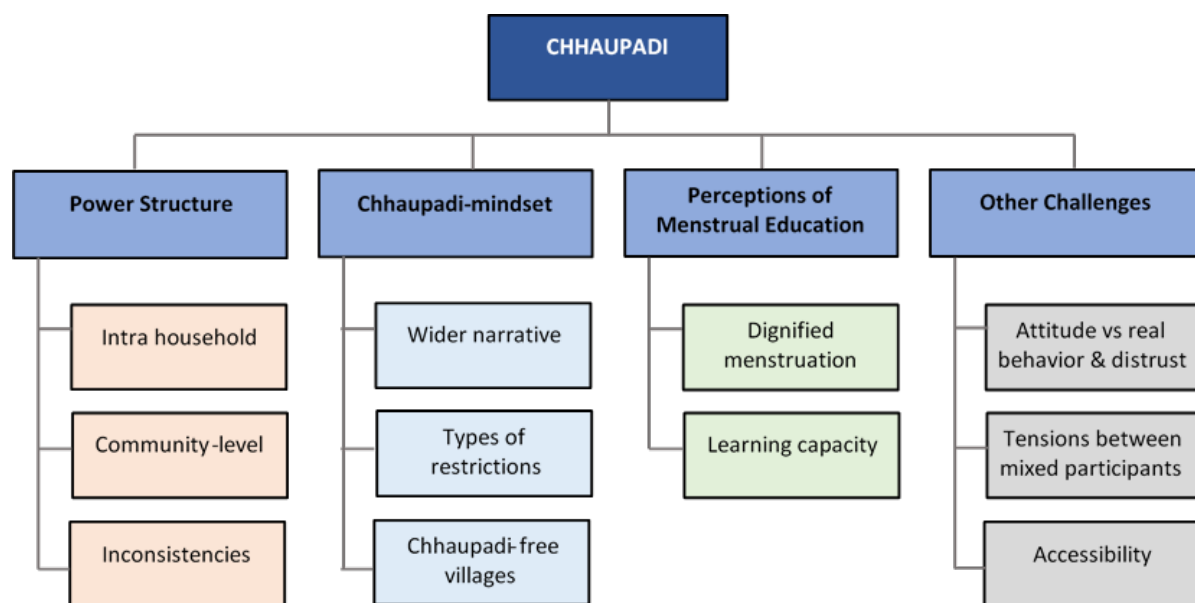 CHHAUPADI
Power Structure
Chhaupadi-mindset
Perceptions of
Menstrual Education
Other Challenges
Intra household
Wider narrative
Dignified
menstruation
Attitude vs real
behavior & distrust
Community-level
Types of
restrictions
Learning capacity
Tensions between
mixed participants
Inconsistencies
Chhaupadi-free
villages
Accessibility